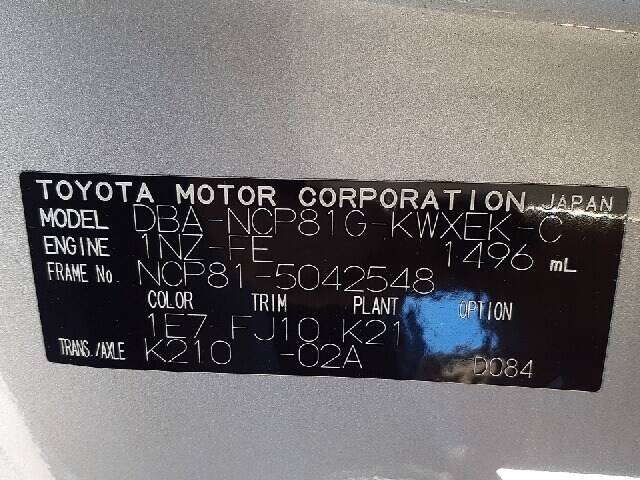 TOYOTA MOTOR CORPORATION JAPAN
MODEL DBA-NCP81G-KWXEK-C
ENGINE 1NZ-FE 1496 mL
FRAME No. NCP81-5042548
COLOR TRIM PLANT OPTION
1E7 FJ10 K21
TRANS./AXLE K210 -02A D084